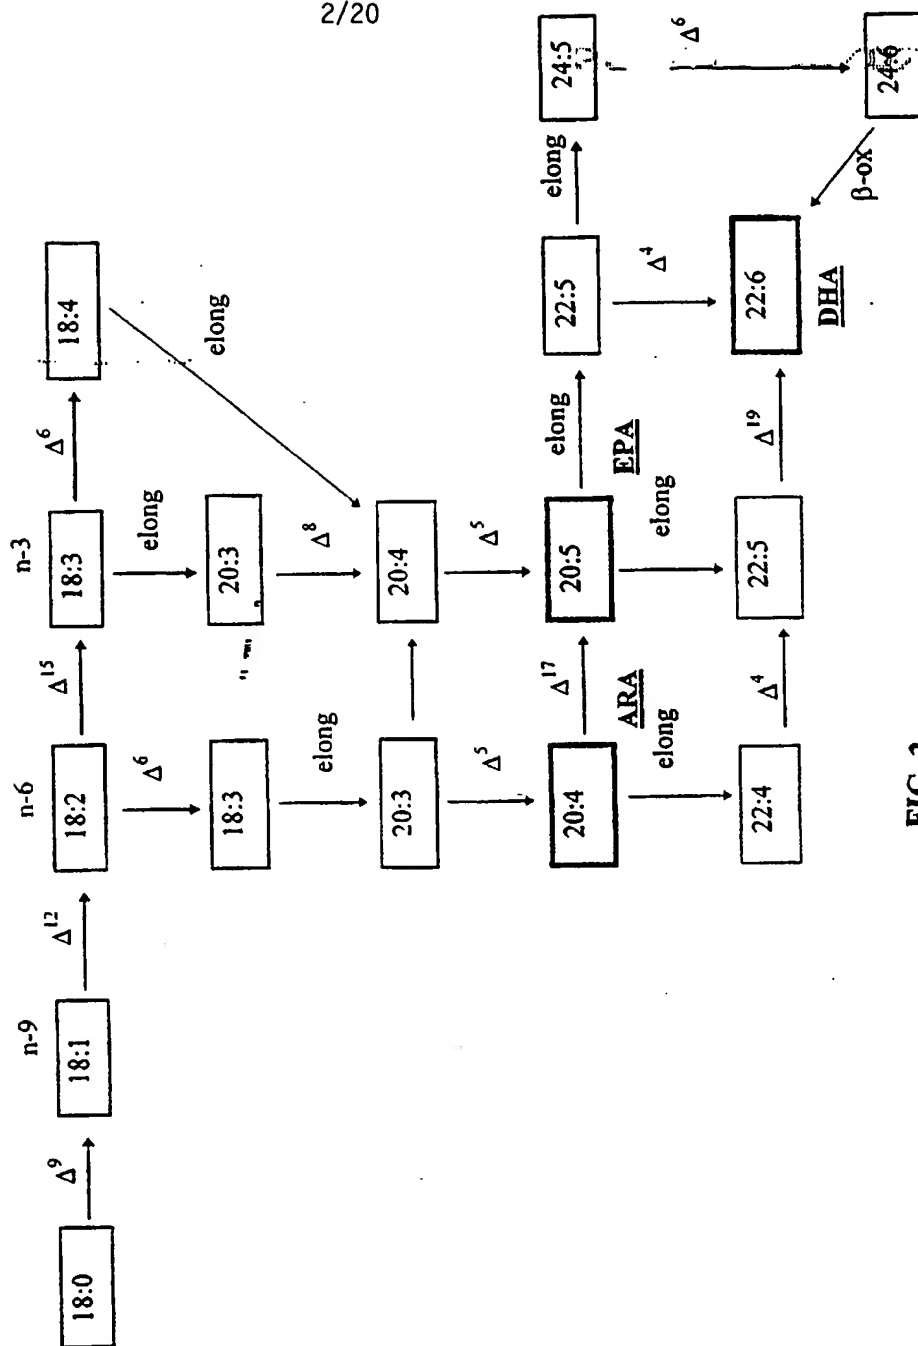 2/20
n-9 n-6 n-3
Δ⁹ Δ¹² Δ¹⁵ Δ⁶
18:0 18:1 18:2 18:3 18:4
Δ⁶ elong
18:3 20:3 elong
elong Δ⁸
20:3 20:4
Δ⁵ Δ⁵
Δ¹⁷ elong elong
20:4 20:5 22:5 24:5
ARA EPA
elong elong Δ⁴ Δ⁶
Δ⁴ Δ¹⁹
22:4 22:5 22:6 24:6
DHA β-ox
FIG